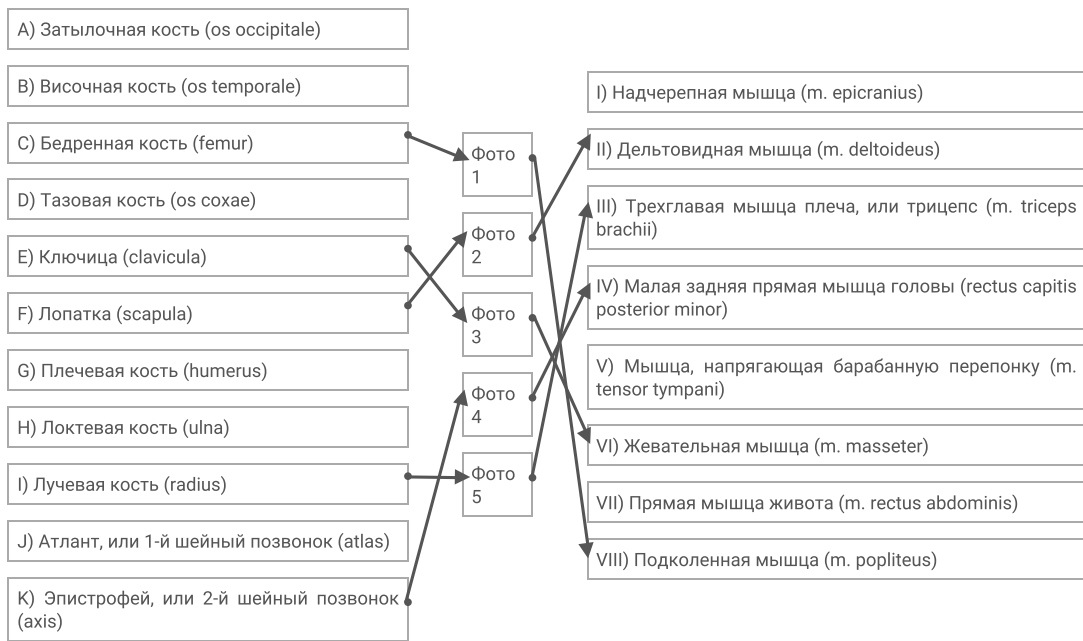 A) Затылочная кость (os occipitale)
B) Височная кость (os temporale)
C) Бедренная кость (femur)
D) Тазовая кость (os coxae)
E) Ключица (clavicula)
F) Лопатка (scapula)
G) Плечевая кость (humerus)
H) Локтевая кость (ulna)
I) Лучевая кость (radius)
J) Атлант, или 1-й шейный позвонок (atlas)
K) Эпистрофей, или 2-й шейный позвонок
(axis)
Фото
1
Фото
2
Фото
3
Фото
4
Фото
5
I) Надчерепная мышца (m. epicranius)
II) Дельтовидная мышца (m. deltoideus)
III) Трехглавая мышца плеча, или трицепс (m. triceps
brachii)
IV) Малая задняя прямая мышца головы (rectus capitis
posterior minor)
V) Мышца, напрягающая барабанную перепонку (m.
tensor tympani)
VI) Жевательная мышца (m. masseter)
VII) Прямая мышца живота (m. rectus abdominis)
VIII) Подколенная мышца (m. popliteus)